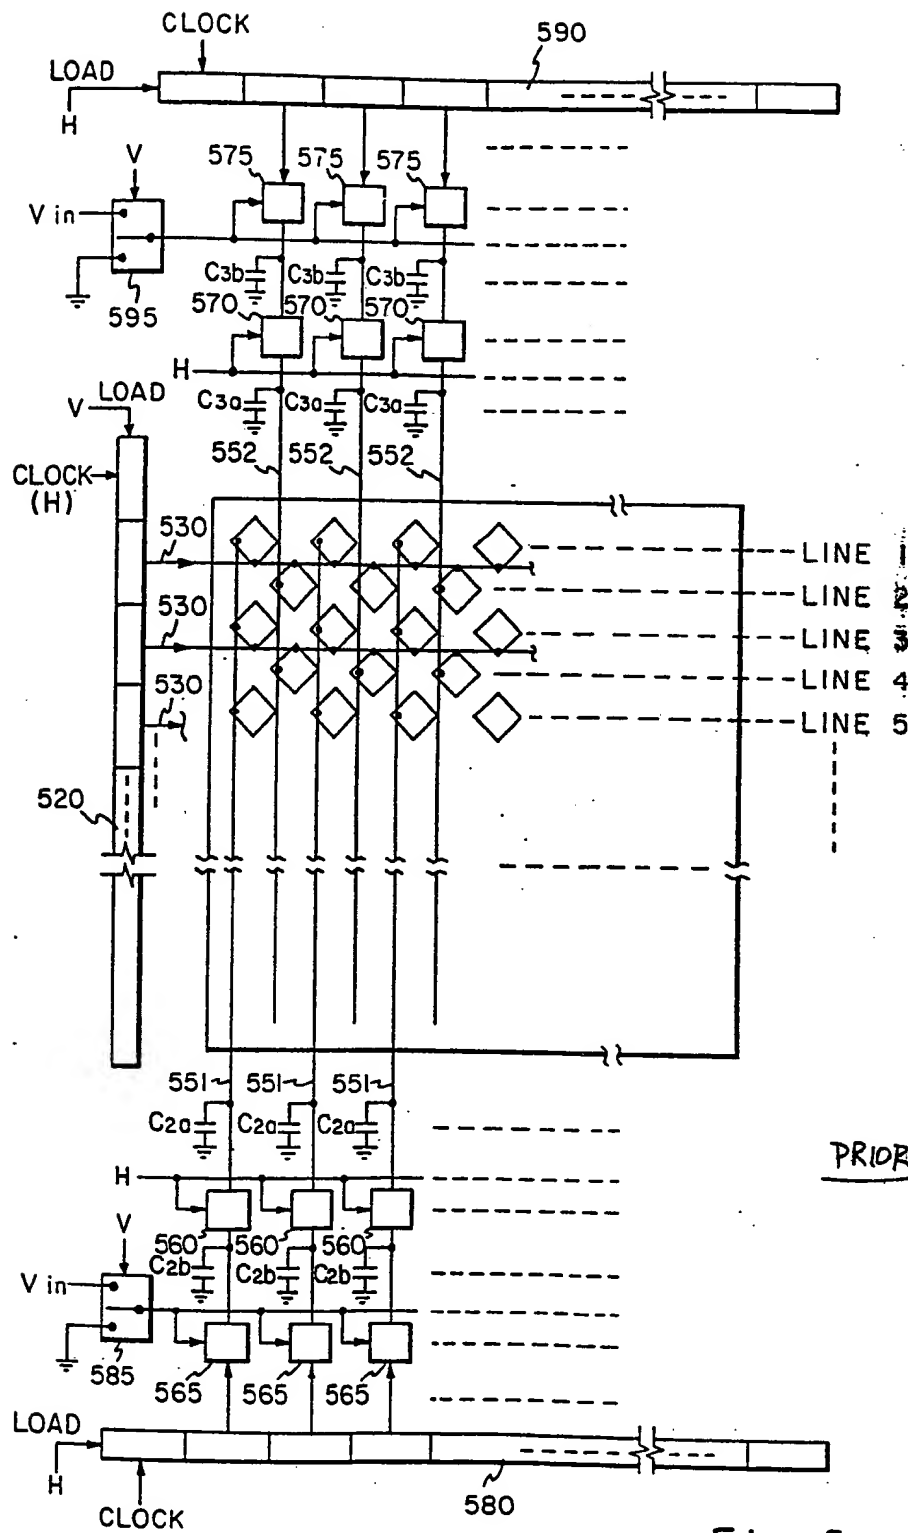 CLOCK
590
LOAD
H
575 575 575
V
V in
C3b C3b C3b
595
570 570 570
H
LOAD
V
C3a C3a C3a
552 552 552
CLOCK
(H)
530
LINE
LINE 2
530
LINE 3
LINE 4
530
LINE 5
520
551 551 551
C2a C2a C2a
PRIOR
H
V
560 560 560
C2b C2b C2b
V in
585
565 565 565
LOAD
H
580
CLOCK